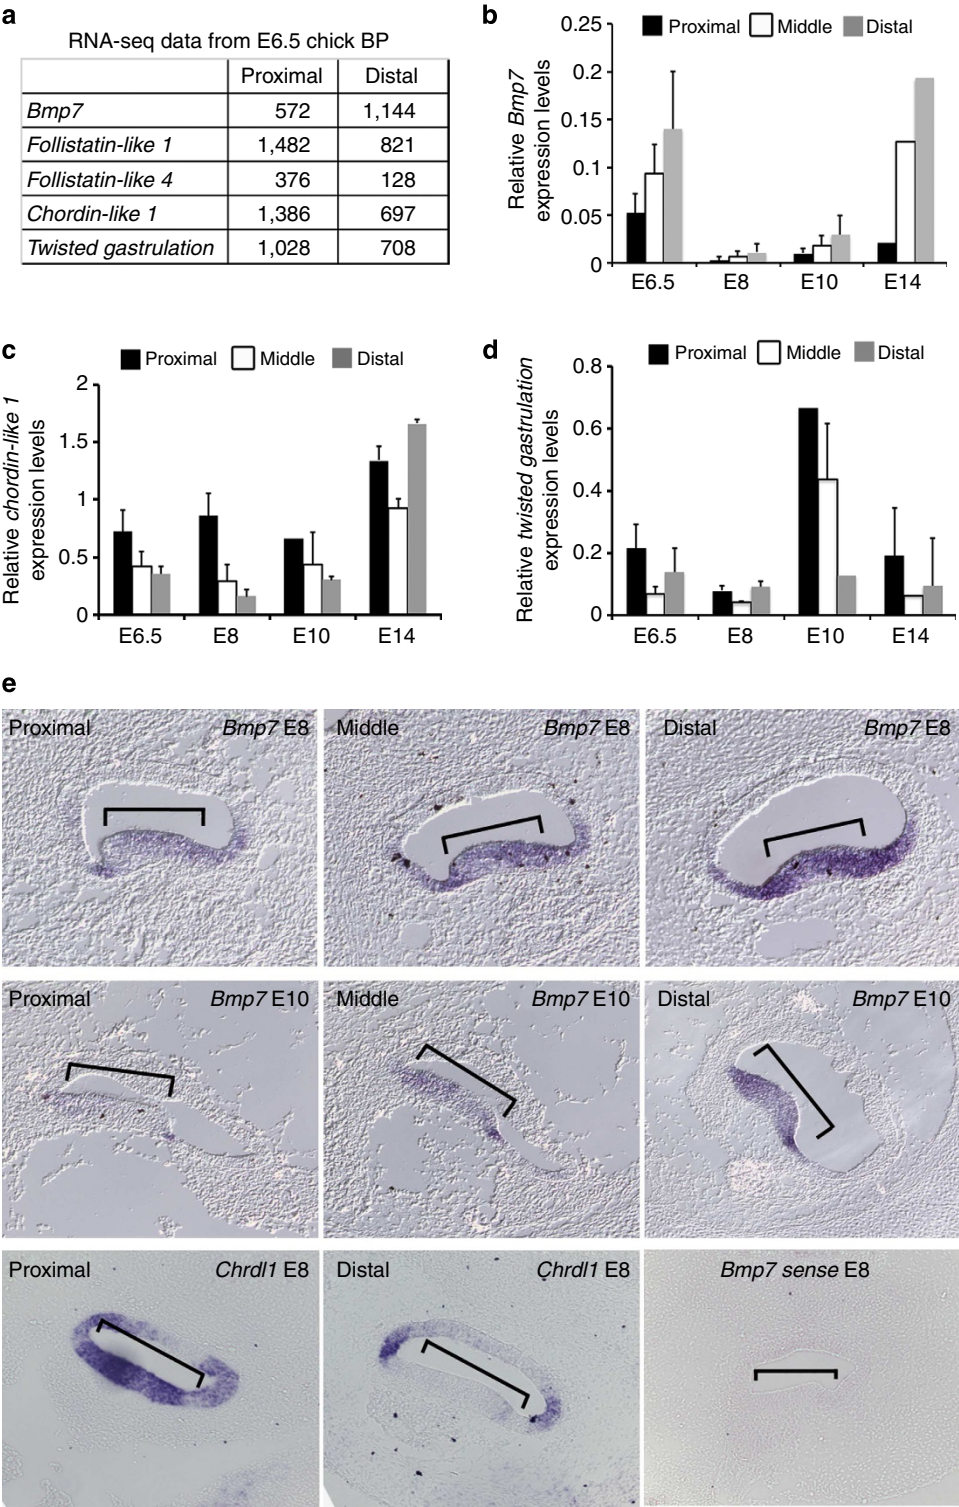 a
RNA-seq data from E6.5 chick BP
Proximal Distal
Bmp7 572 1,144
Follistatin-like 1 1,482 821
Follistatin-like 4 376 128
Chordin-like 1 1,386 697
Twisted gastrulation 1,028 708
b
Proximal Middle Distal
Relative Bmp7
expression levels
0.25
0.2
0.15
0.1
0.05
0
E6.5 E8 E10 E14
c
Proximal Middle Distal
Relative chordin-like 1
expression levels
2
1.5
1
0.5
0
E6.5 E8 E10 E14
d
Proximal Middle Distal
Relative twisted gastrulation
expression levels
0.8
0.6
0.4
0.2
0
E6.5 E8 E10 E14
e
Proximal Bmp7 E8
Middle Bmp7 E8
Distal Bmp7 E8
Proximal Bmp7 E10
Middle Bmp7 E10
Distal Bmp7 E10
Proximal Chrdl1 E8
Distal Chrdl1 E8
Bmp7 sense E8